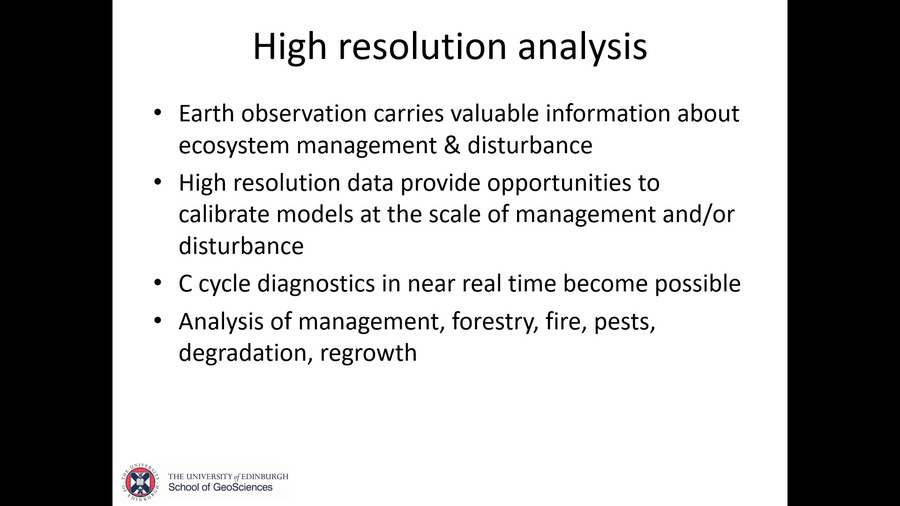 High resolution analysis
• Earth observation carries valuable information about
ecosystem management & disturbance
• High resolution data provide opportunities to
calibrate models at the scale of management and/or
disturbance
• C cycle diagnostics in near real time become possible
• Analysis of management, forestry, fire, pests,
degradation, regrowth
THE UNIVERSITY of EDINBURGH
School of GeoSciences